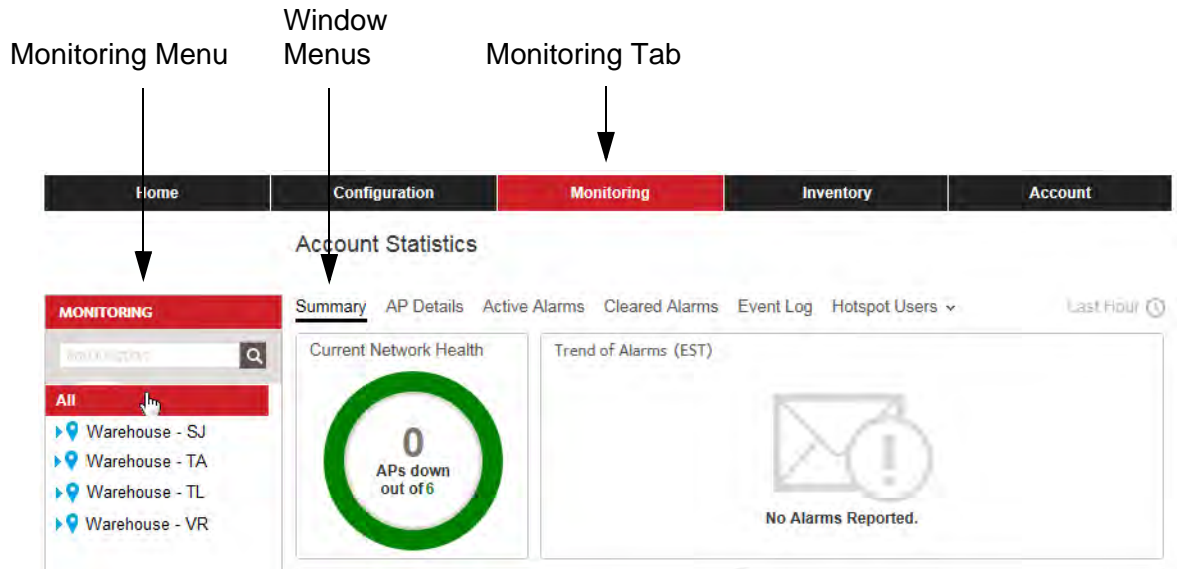 Window
Monitoring Menu Menus Monitoring Tab
Home Configuration Monitoring Inventory Account
Account Statistics
MONITORING
Summary AP Details Active Alarms Cleared Alarms Event Log Hotspot Users Last Hour
Current Network Health
Trend of Alarms (EST)
All
Warehouse - SJ
Warehouse - TA
Warehouse - TL
Warehouse - VR
0
APs down
out of 6
No Alarms Reported.